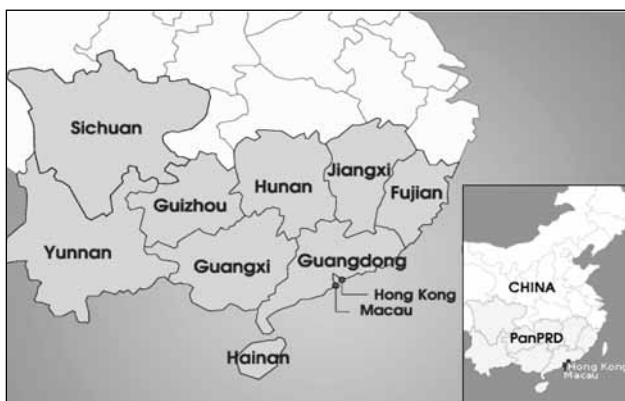 Sichuan
Jiangxi
Hunan
Fujian
Guizhou
Yunnan
Guangxi
Guangdong
Hong Kong
Macau
Hainan
CHINA
PanPRD
Hong Kong
Macau